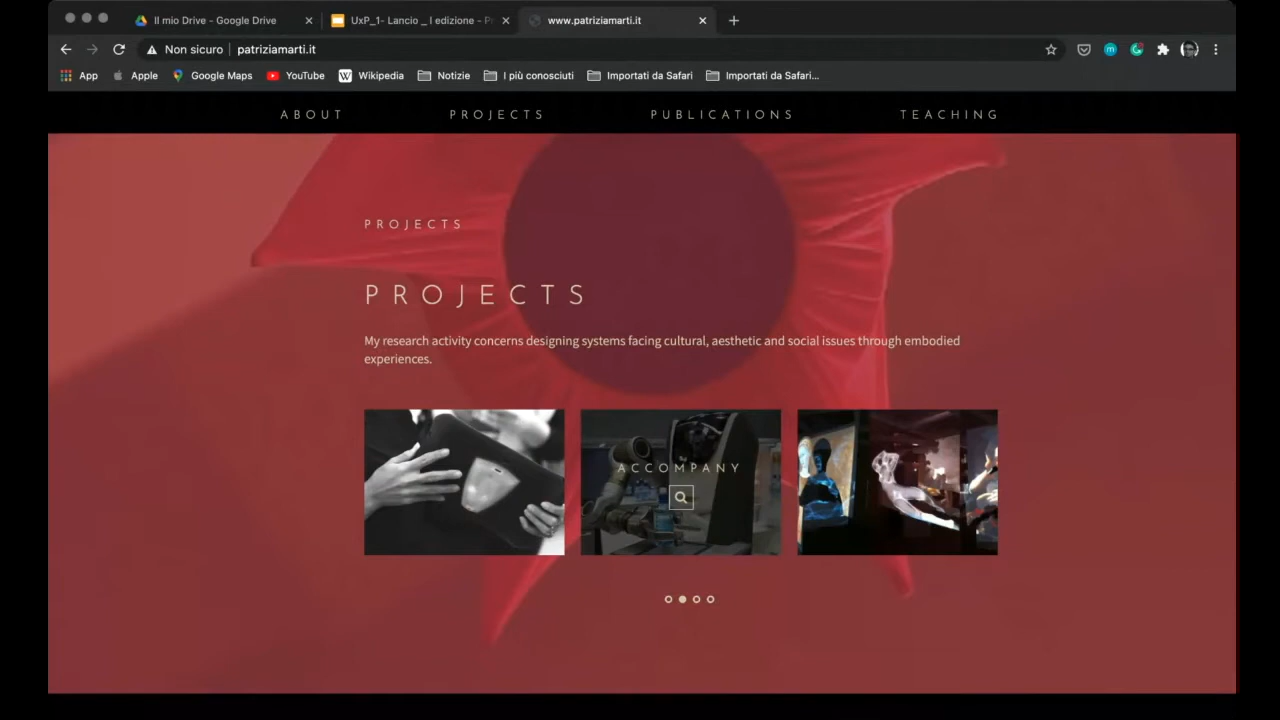 Il mio Drive - Google Drive
UxP_1- Lancio _ I edizione - P
www.patriziamarti.it
Non sicuro
patriziamarti.it
App
Apple
Google Maps
YouTube
Wikipedia
Notizie
I più conosciuti
Importati da Safari
Importati da Safari...
ABOUT
PROJECTS
PUBLICATIONS
TEACHING
PROJECTS
PROJECTS
My research activity concerns designing systems facing cultural, aesthetic and social issues through embodied
experiences.
ACCOMPANY